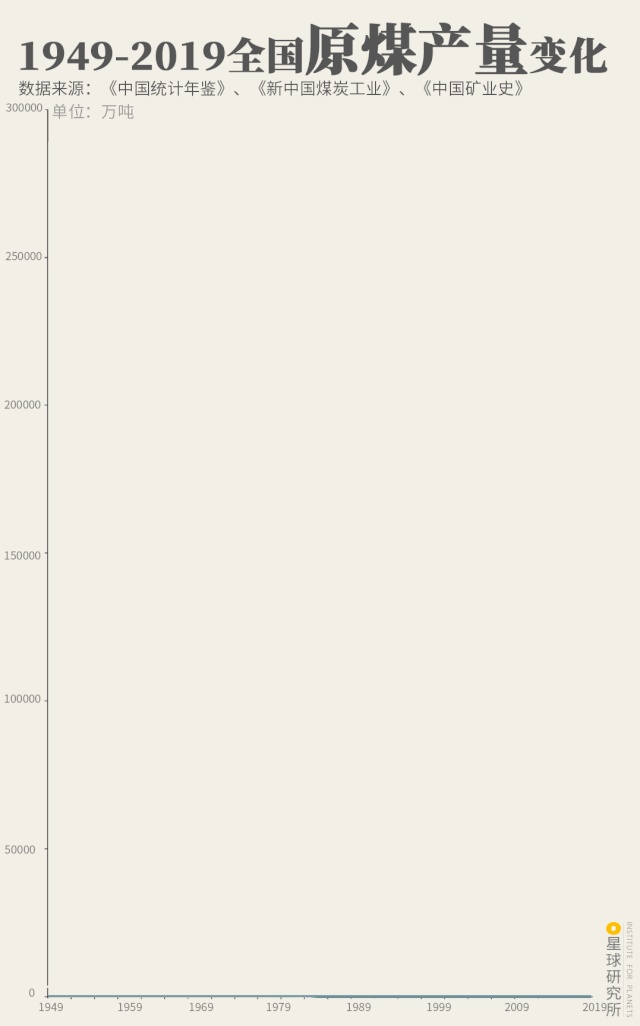 1949-2019全国原煤产量变化
数据来源：《中国统计年鉴》、《新中国煤炭工业》、《中国矿业史》
300000
单位：万吨
250000
200000
150000
100000
50000
0
1949 1959 1969 1979 1989 1999 2009 2019
星球研究所
INSTITUTE FOR PLANETS